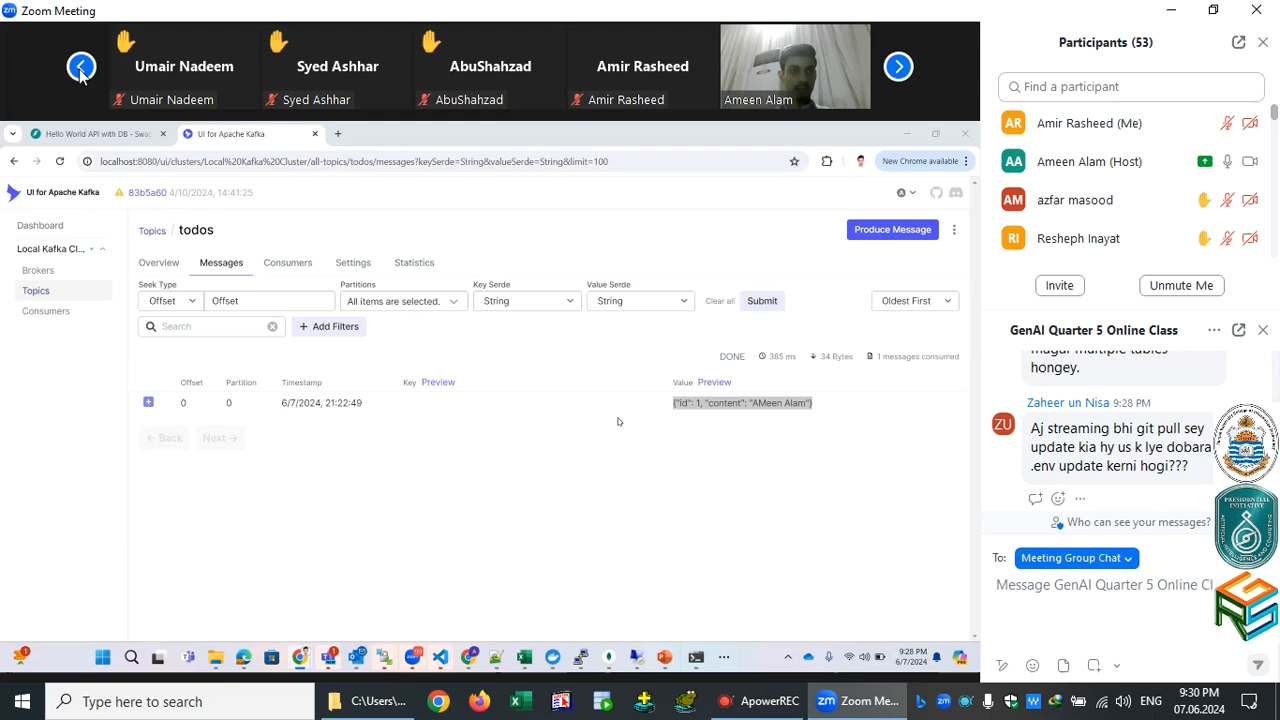 Zoom Meeting
Umair Nadeem
Syed Ashhar
AbuShahzad
Amir Rasheed
Umair Nadeem
Syed Ashhar
AbuShahzad
Amir Rasheed
Ameen Alam
Hello World API with DB - Swag
UI for Apache Kafka
localhost:8080/ui/clusters/Local%20Kafka%20Cluster/all-topics/todos/messages?keySerde=String&valueSerde=String&limit=100
New Chrome available
UI for Apache Kafka
83b5a60 4/10/2024, 14:41:25
Dashboard
Local Kafka Cl...
Brokers
Topics
Consumers
Topics / todos
Produce Message
Overview Messages Consumers Settings Statistics
Seek Type Partitions Key Serde Value Serde
Offset Offset All items are selected. String String Clear all Submit Oldest First
Search + Add Filters
DONE 385 ms 34 Bytes 1 messages consumed
Offset Partition Timestamp Key Preview Value Preview
0 0 6/7/2024, 21:22:49 {"id": 1, "content": "AMeen Alam"}
← Back Next →
9:28 PM
6/7/2024
Participants (53)
Find a participant
AR Amir Rasheed (Me)
AA Ameen Alam (Host)
AM azfar masood
RI Resheph Inayat
Invite Unmute Me
GenAI Quarter 5 Online Class
magar multiple tables
hongey.
Zaheer un Nisa 9:28 PM
ZU
Aj streaming bhi git pull sey
update kia hy us k lye dobara
.env update kerni hogi???
Who can see your messages?
To: Meeting Group Chat
Message GenAI Quarter 5 Online Cl
Type here to search
C:\Users\...
ApowerREC
Zoom Me...
ENG
9:30 PM
07.06.2024